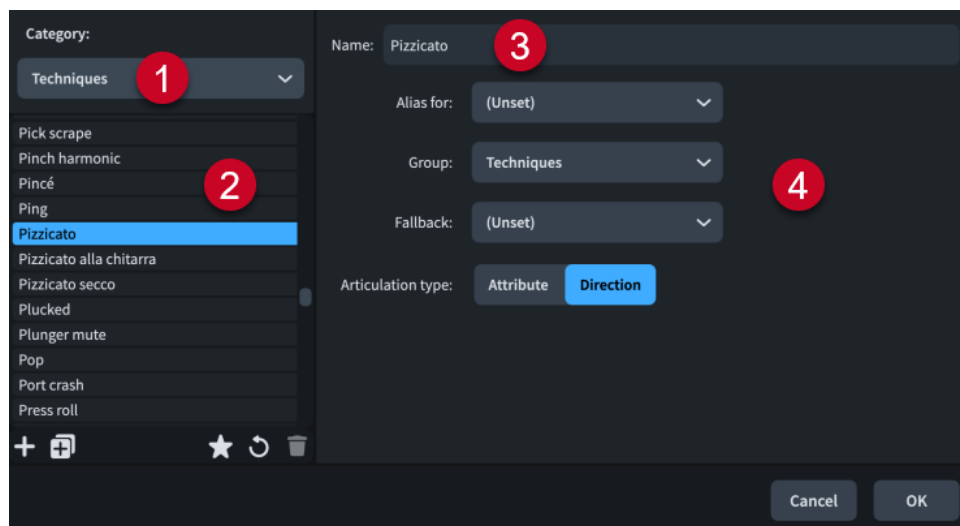 Category:
Techniques
1
Pick scrape
Pinch harmonic
Pincé
2
Ping
Pizzicato
Pizzicato alla chitarra
Pizzicato secco
Plucked
Plunger mute
Pop
Port crash
Press roll
Name: Pizzicato
3
Alias for: (Unset)
Group: Techniques
4
Fallback: (Unset)
Articulation type: Attribute Direction
Cancel OK